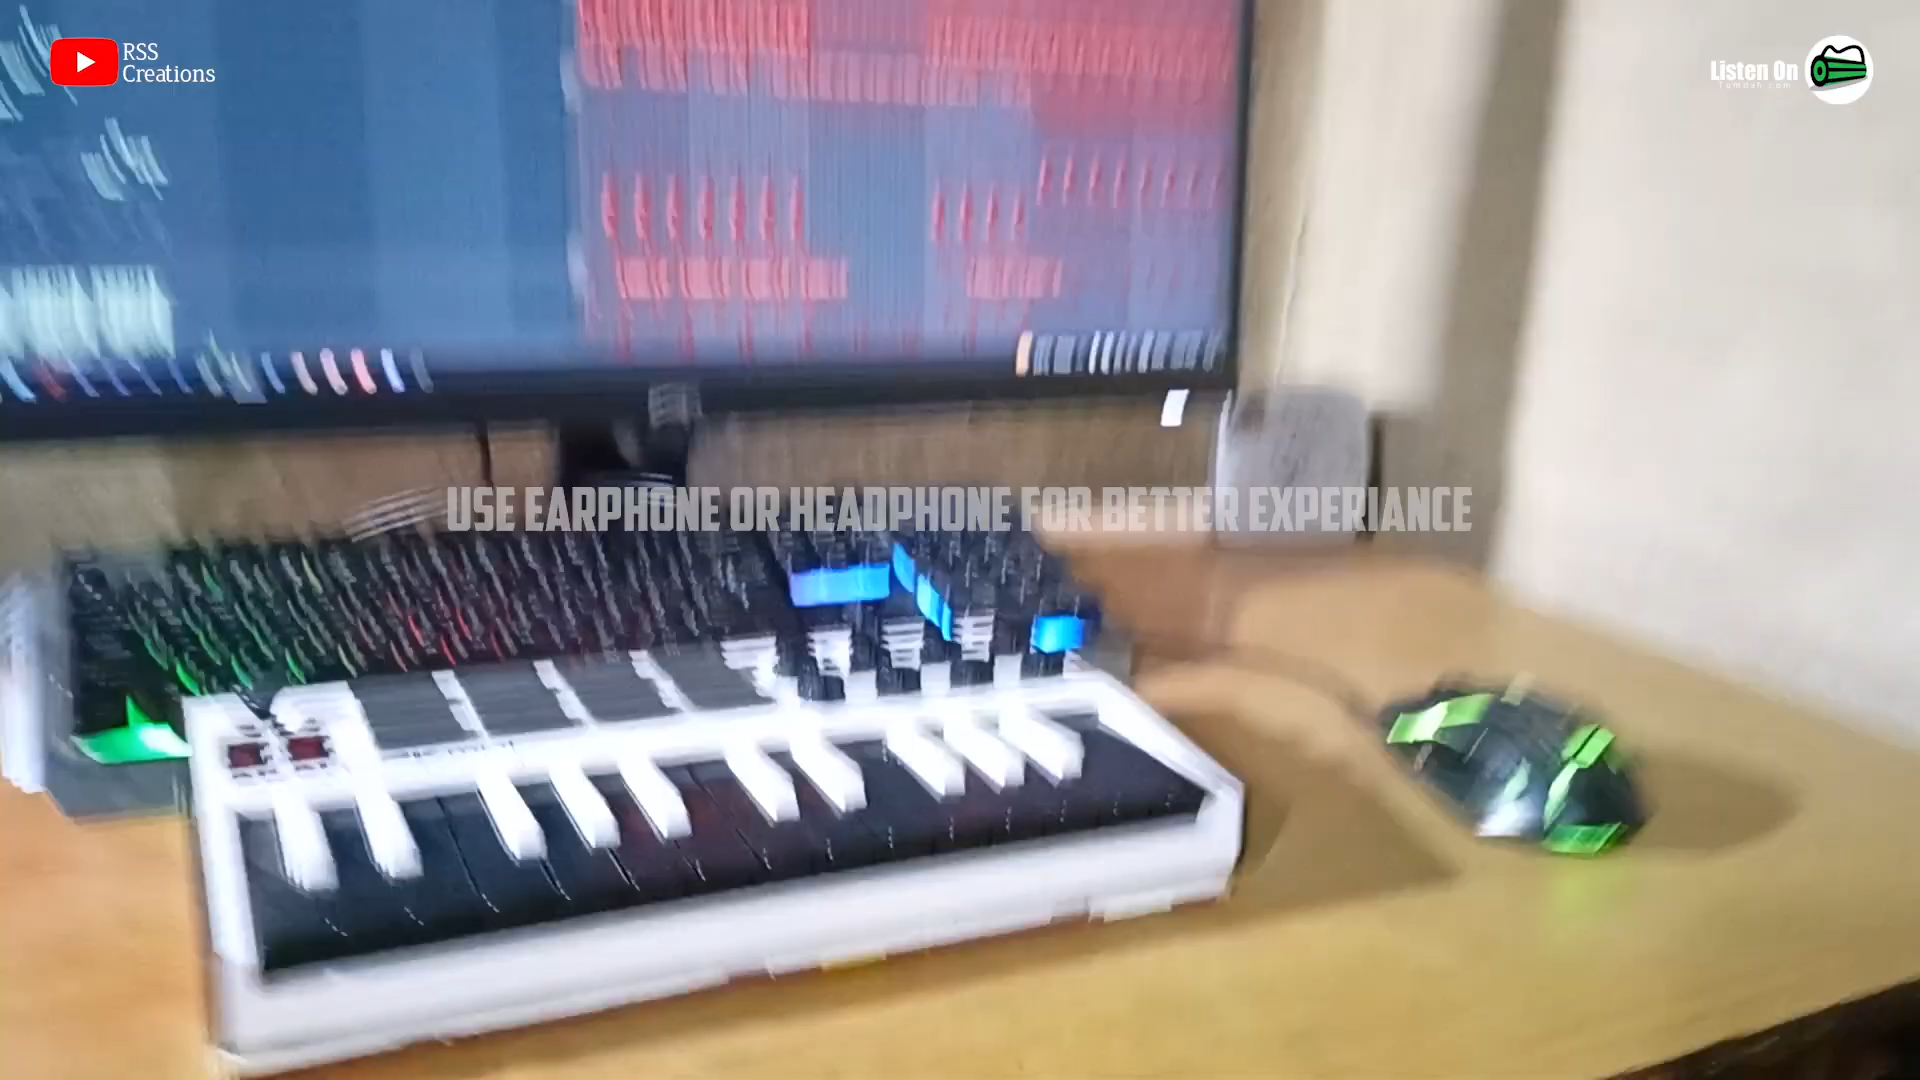 RSS
Creations
Listen On
USE EARPHONE OR HEADPHONE FOR BETTER EXPERIANCE